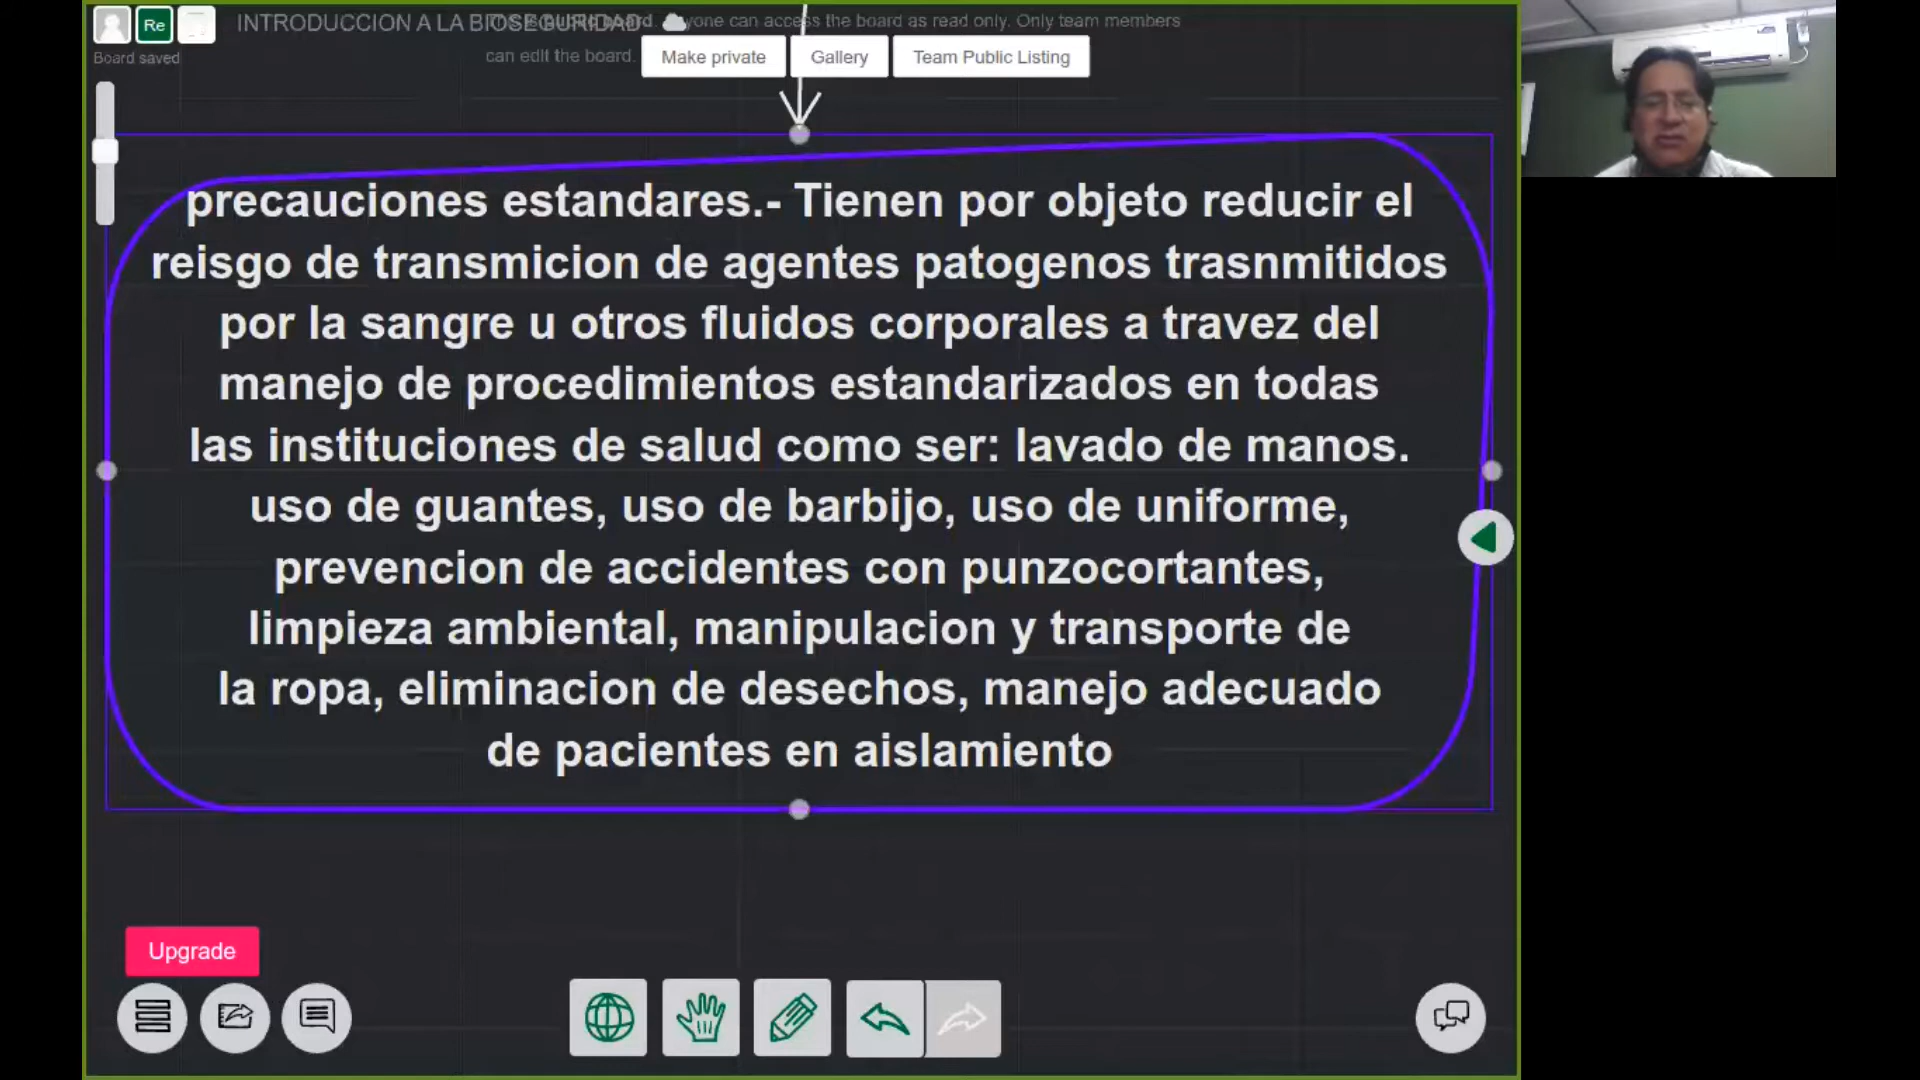 Re
INTRODUCCION A LA BIOSEGURIDAD
yone can access the board as read only. Only team members
can edit the board.
Make private
Gallery
Team Public Listing
Board saved
precauciones estandares.- Tienen por objeto reducir el
reisgo de transmicion de agentes patogenos trasnmitidos
por la sangre u otros fluidos corporales a travez del
manejo de procedimientos estandarizados en todas
las instituciones de salud como ser: lavado de manos.
uso de guantes, uso de barbijo, uso de uniforme,
prevencion de accidentes con punzocortantes,
limpieza ambiental, manipulacion y transporte de
la ropa, eliminacion de desechos, manejo adecuado
de pacientes en aislamiento
Upgrade